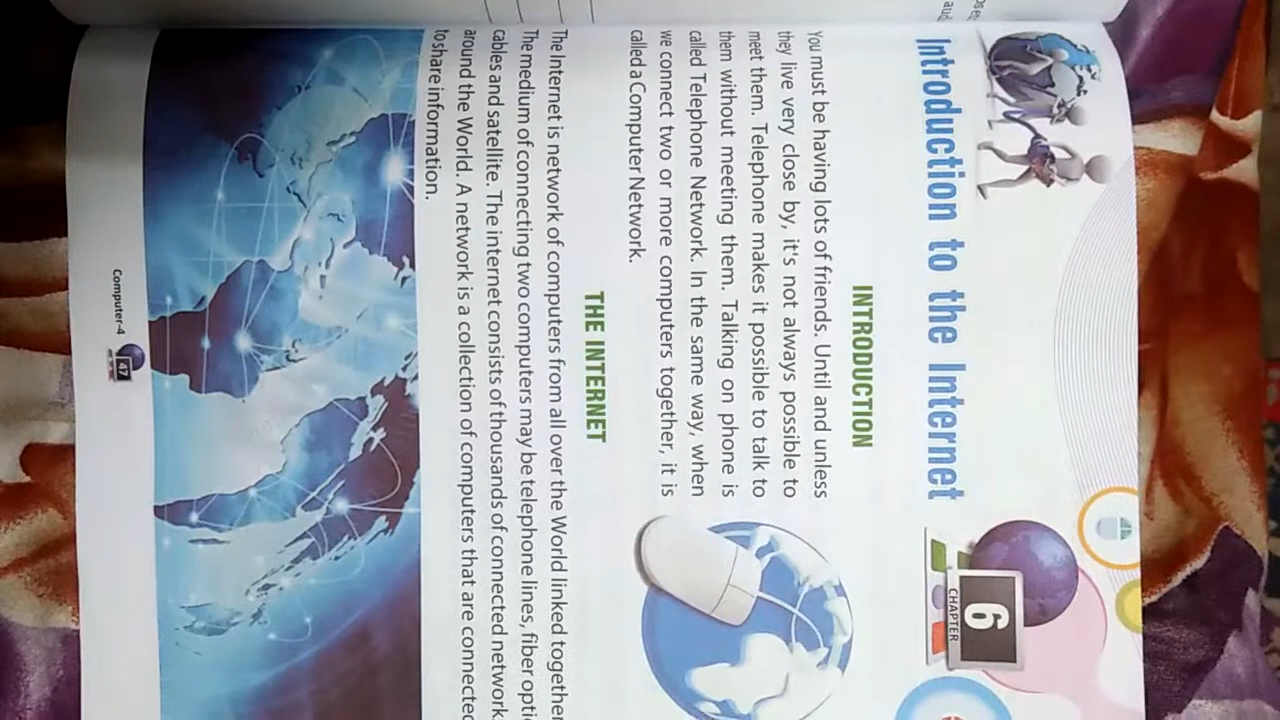 Introduction to the Internet
6
CHAPTER
INTRODUCTION
You must be having lots of friends. Until and unless
they live very close by, it's not always possible to
meet them. Telephone makes it possible to talk to
them without meeting them. Talking on phone is
called Telephone Network. In the same way, when
we connect two or more computers together, it is
called a Computer Network.
THE INTERNET
The Internet is network of computers from all over the World linked together
The medium of connecting two computers may be telephone lines, fiber opti
cables and satellite. The internet consists of thousands of connected network
around the World. A network is a collection of computers that are connected
to share information.
Computer-4
47